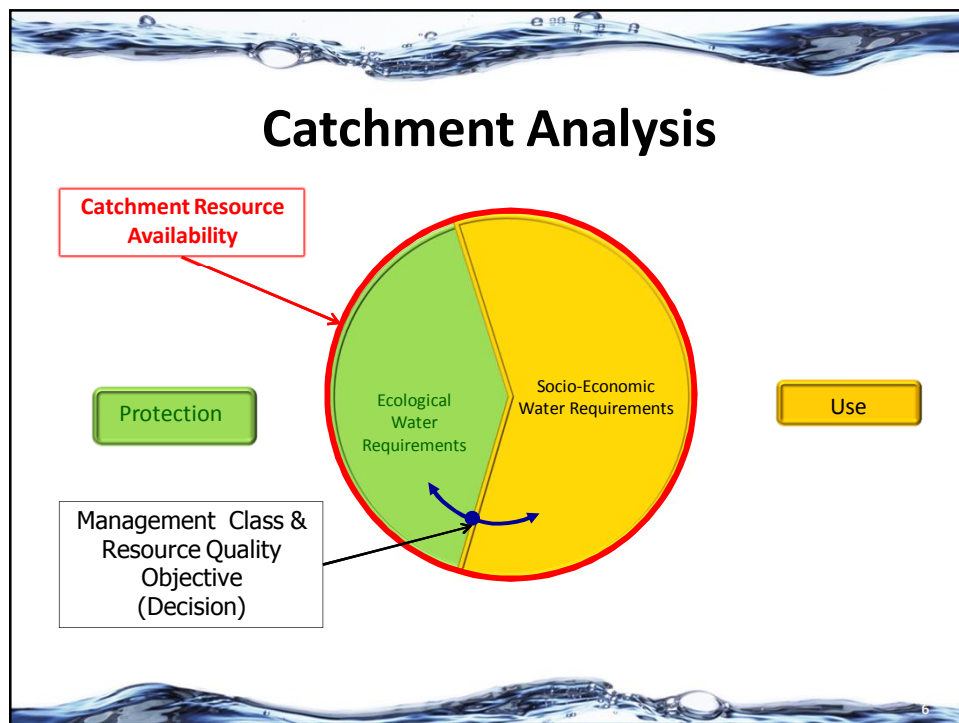 Catchment Analysis
Catchment Resource
Availability
Protection
Ecological
Water
Requirements
Socio-Economic
Water Requirements
Use
Management Class &
Resource Quality
Objective
(Decision)
6